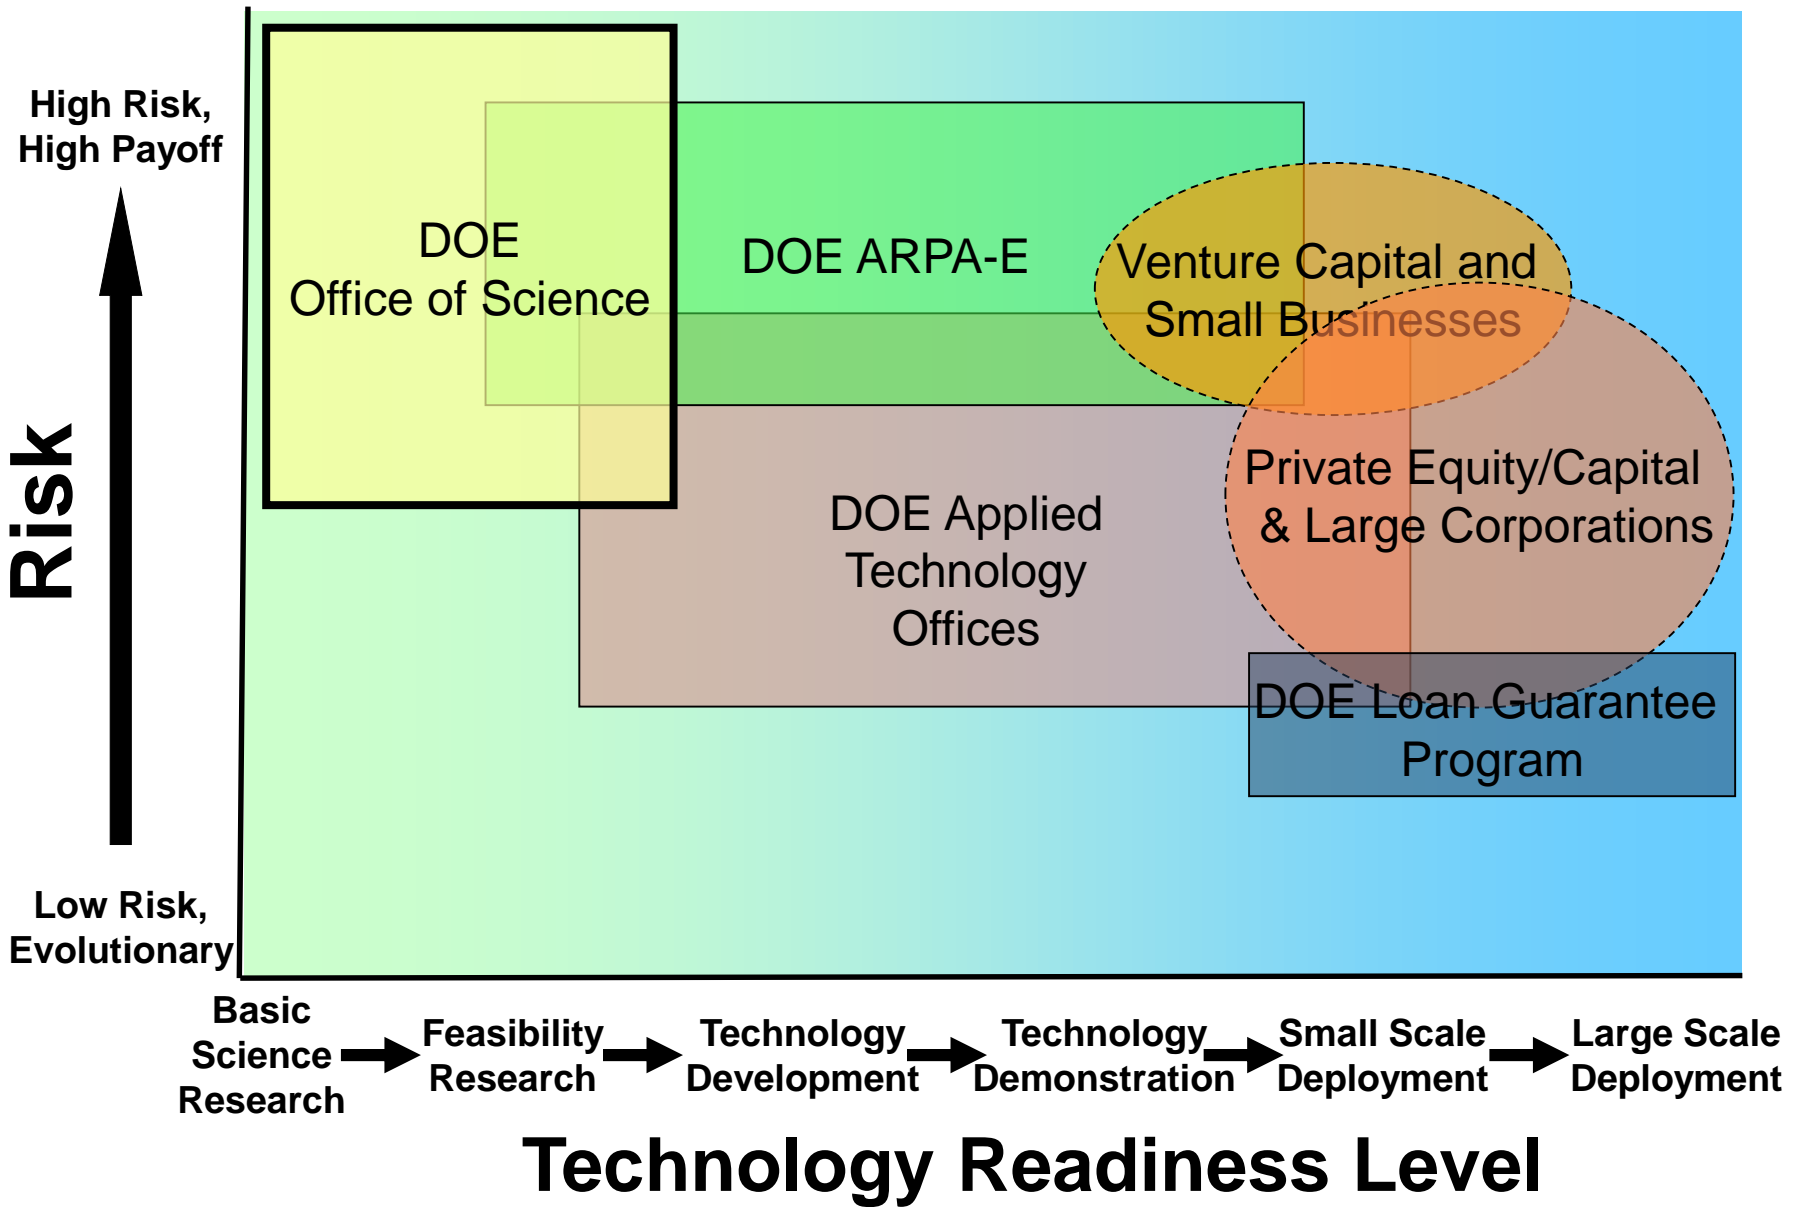 High Risk,
High Payoff
Risk
Low Risk,
Evolutionary
DOE
Office of Science
DOE ARPA-E
Venture Capital and
Small Businesses
Private Equity/Capital
& Large Corporations
DOE Applied
Technology
Offices
DOE Loan Guarantee
Program
Basic
Science
Research
Feasibility
Research
Technology
Development
Technology
Demonstration
Small Scale
Deployment
Large Scale
Deployment
Technology Readiness Level